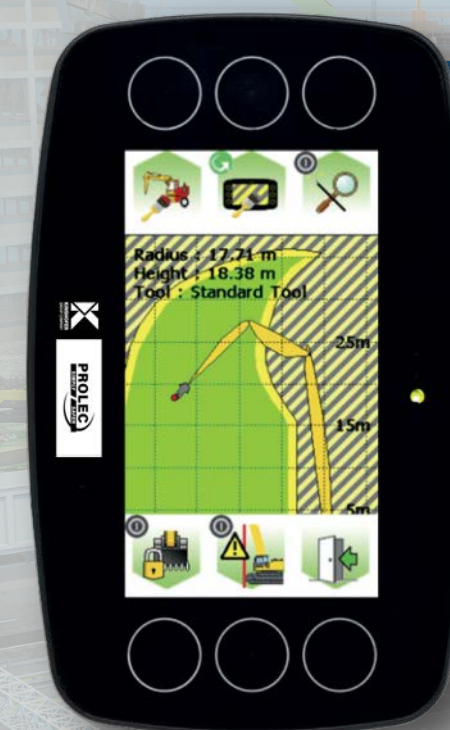 Radius : 17.71 m
Height : 18.38 m
Tool : Standard Tool
25m
15m
5m
PROLEC